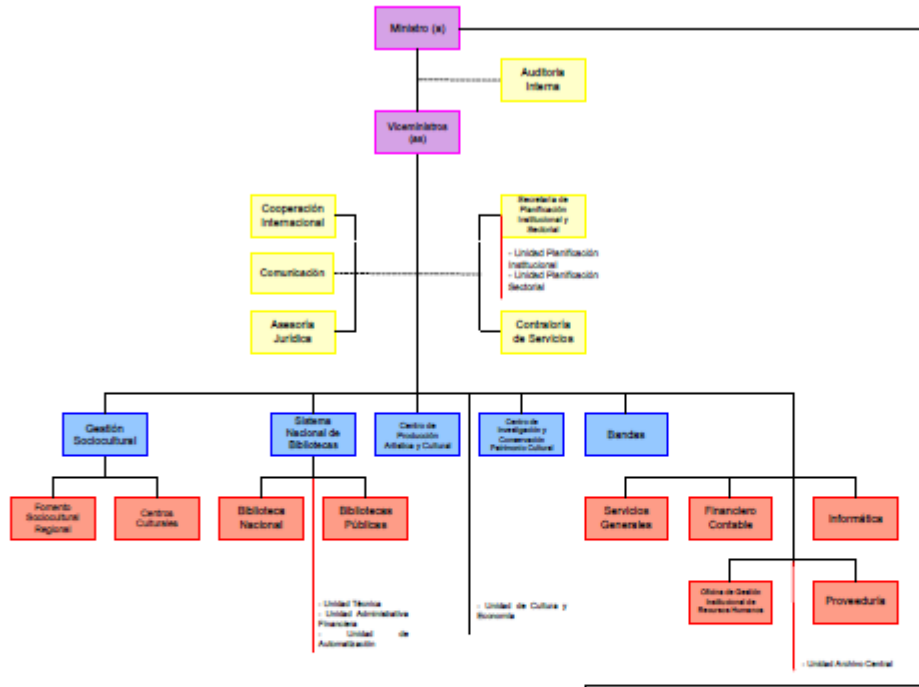 Ministro (a)
Auditoría
Interna
Viceministros
(as)
Cooperación
Internacional
Secretaría de
Planificación
Institucional y
Sectorial
- Unidad Planificación
Institucional
- Unidad Planificación
Sectorial
Comunicación
Asesoría
Jurídica
Contraloría
de Servicios
Gestión
Sociocultural
Sistema
Nacional de
Bibliotecas
Centro de
Producción
Artística y Cultural
Centro de
Investigación y
Conservación
Patrimonio Cultural
Bandas
Fomento
Sociocultural
Regional
Centros
Culturales
Biblioteca
Nacional
Bibliotecas
Públicas
Servicios
Generales
Financiero
Contable
Informática
Oficina de Gestión
Institucional de
Recursos Humanos
Proveeduría
- Unidad Técnica
- Unidad Administrativa
Financiera
- Unidad de
Automatización
- Unidad de Cultura y
Economía
- Unidad Archivo Central